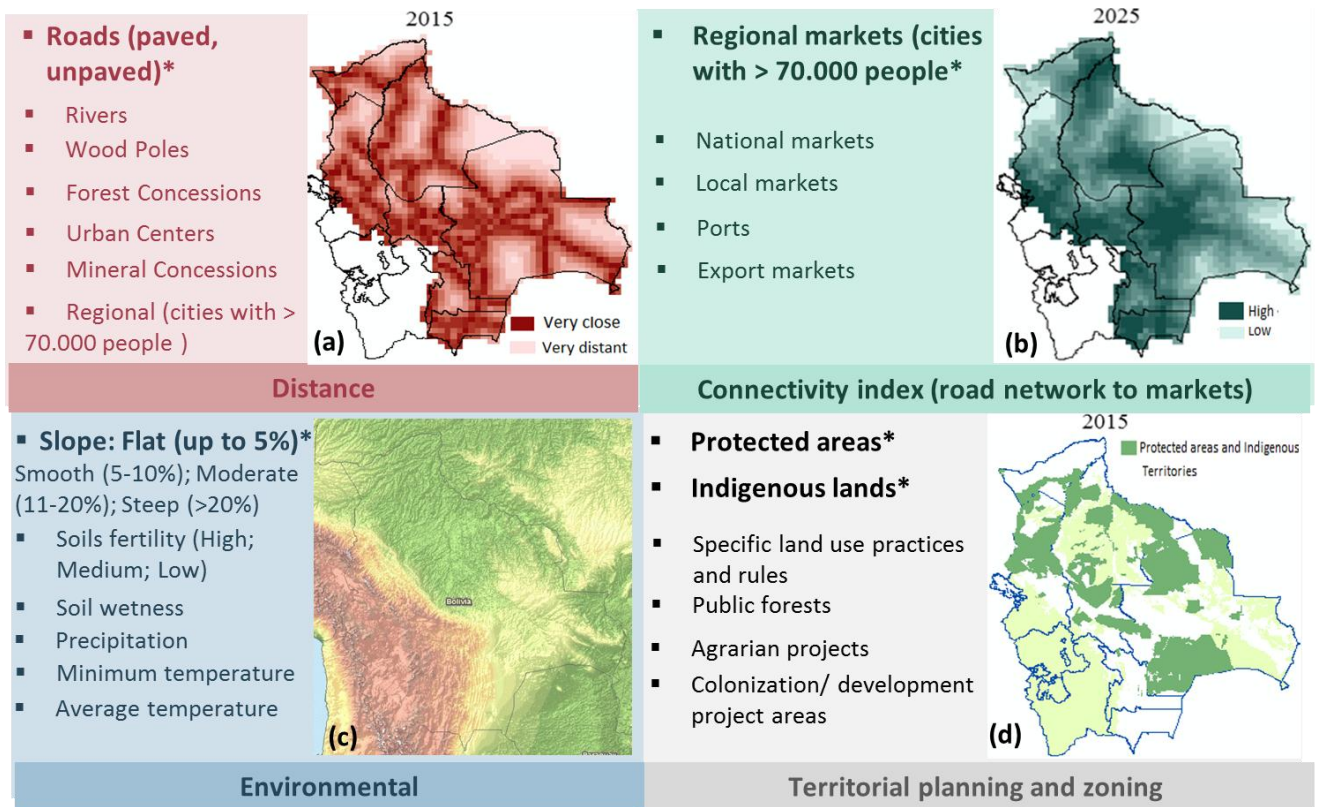 ▪ Roads (paved,
unpaved)*
▪ Rivers
▪ Wood Poles
▪ Forest Concessions
▪ Urban Centers
▪ Mineral Concessions
▪ Regional (cities with >
70.000 people )
2015
(a)
Very close
Very distant
Distance
▪ Regional markets (cities
with > 70.000 people*
▪ National markets
▪ Local markets
▪ Ports
▪ Export markets
2025
(b)
High
Low
Connectivity index (road network to markets)
▪ Slope: Flat (up to 5%)*
Smooth (5-10%); Moderate
(11-20%); Steep (>20%)
▪ Soils fertility (High;
Medium; Low)
▪ Soil wetness
▪ Precipitation
▪ Minimum temperature
▪ Average temperature
Bolivia
(c)
Environmental
▪ Protected areas*
▪ Indigenous lands*
▪ Specific land use practices
and rules
▪ Public forests
▪ Agrarian projects
▪ Colonization/ development
project areas
2015
Protected areas and Indigenous
Territories
(d)
Territorial planning and zoning